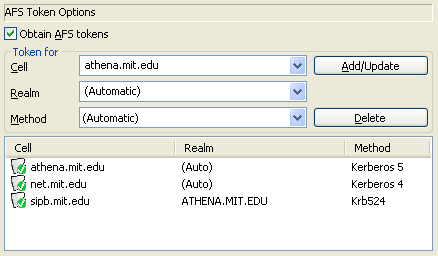 AFS Token Options
Obtain AFS tokens
Token for
Cell athena.mit.edu Add/Update
Realm (Automatic)
Method (Automatic) Delete
Cell Realm Method
athena.mit.edu (Auto) Kerberos 5
net.mit.edu (Auto) Kerberos 4
sipb.mit.edu ATHENA.MIT.EDU Krb524